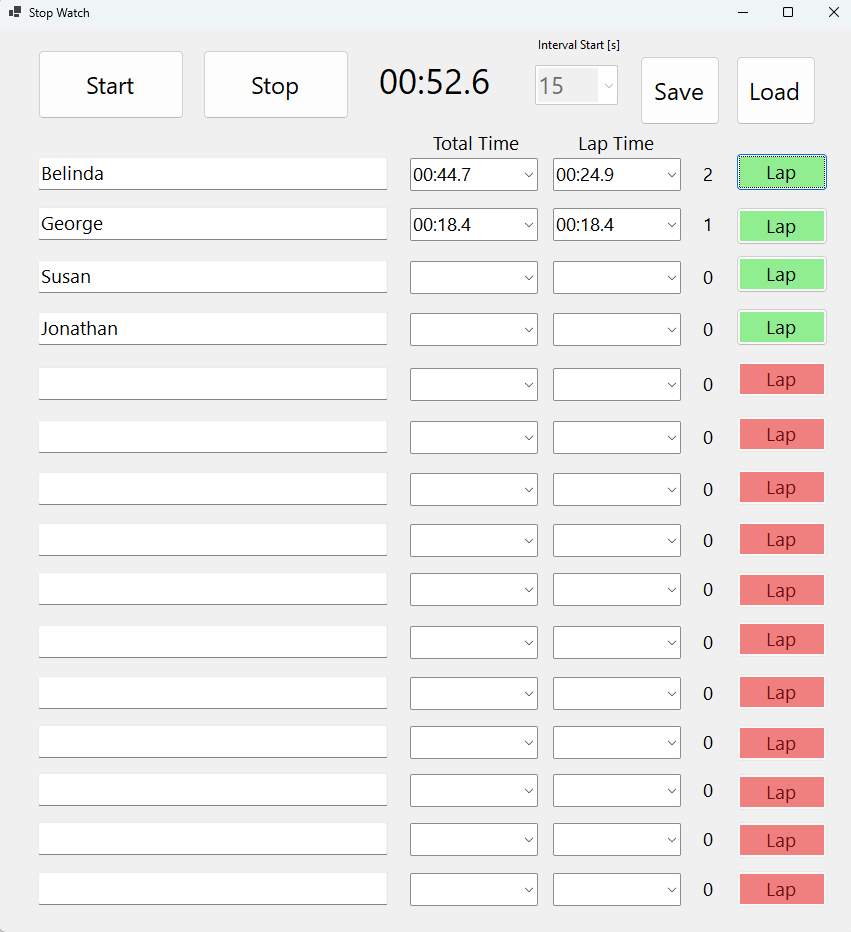 Stop Watch
Interval Start [s]
Start Stop 00:52.6 15 Save Load
Total Time Lap Time
Belinda 00:44.7 00:24.9 2 Lap
George 00:18.4 00:18.4 1 Lap
Susan 0 Lap
Jonathan 0 Lap
0 Lap
0 Lap
0 Lap
0 Lap
0 Lap
0 Lap
0 Lap
0 Lap
0 Lap
0 Lap
0 Lap